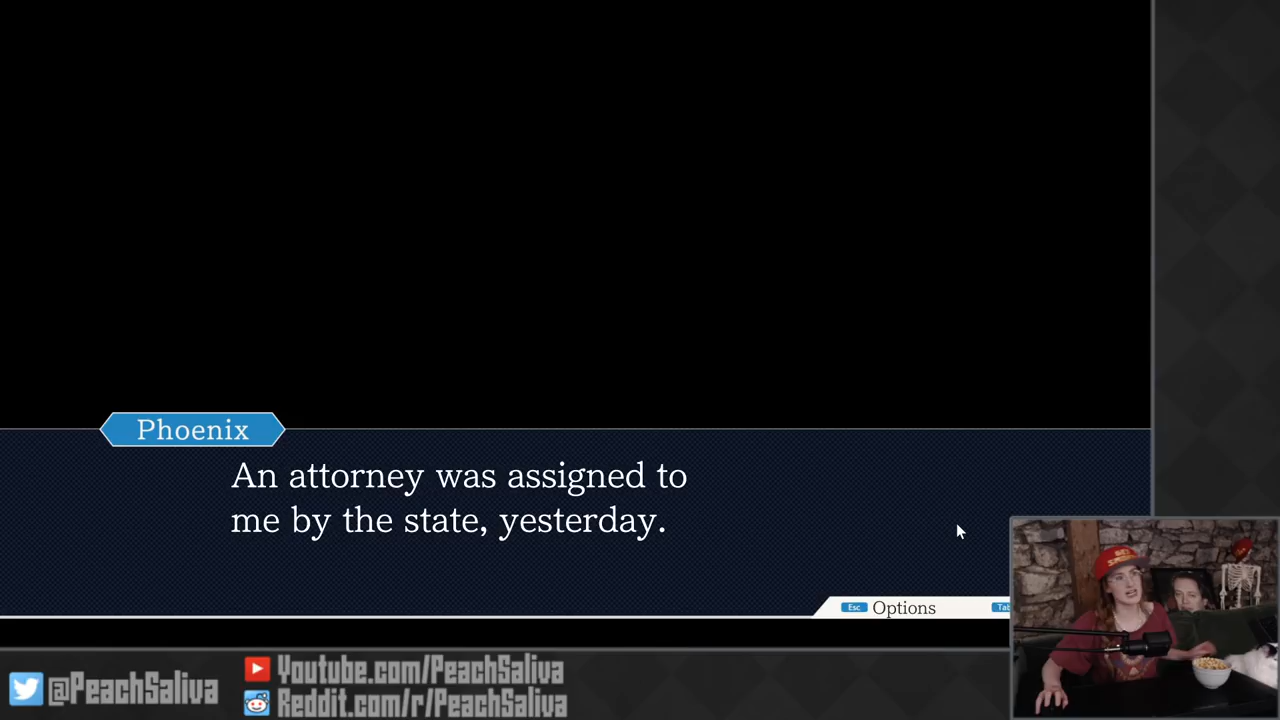 Phoenix
An attorney was assigned to
me by the state, yesterday.
Esc Options
Tab
@PeachSaliva
Youtube.com/PeachSaliva
Reddit.com/r/PeachSaliva